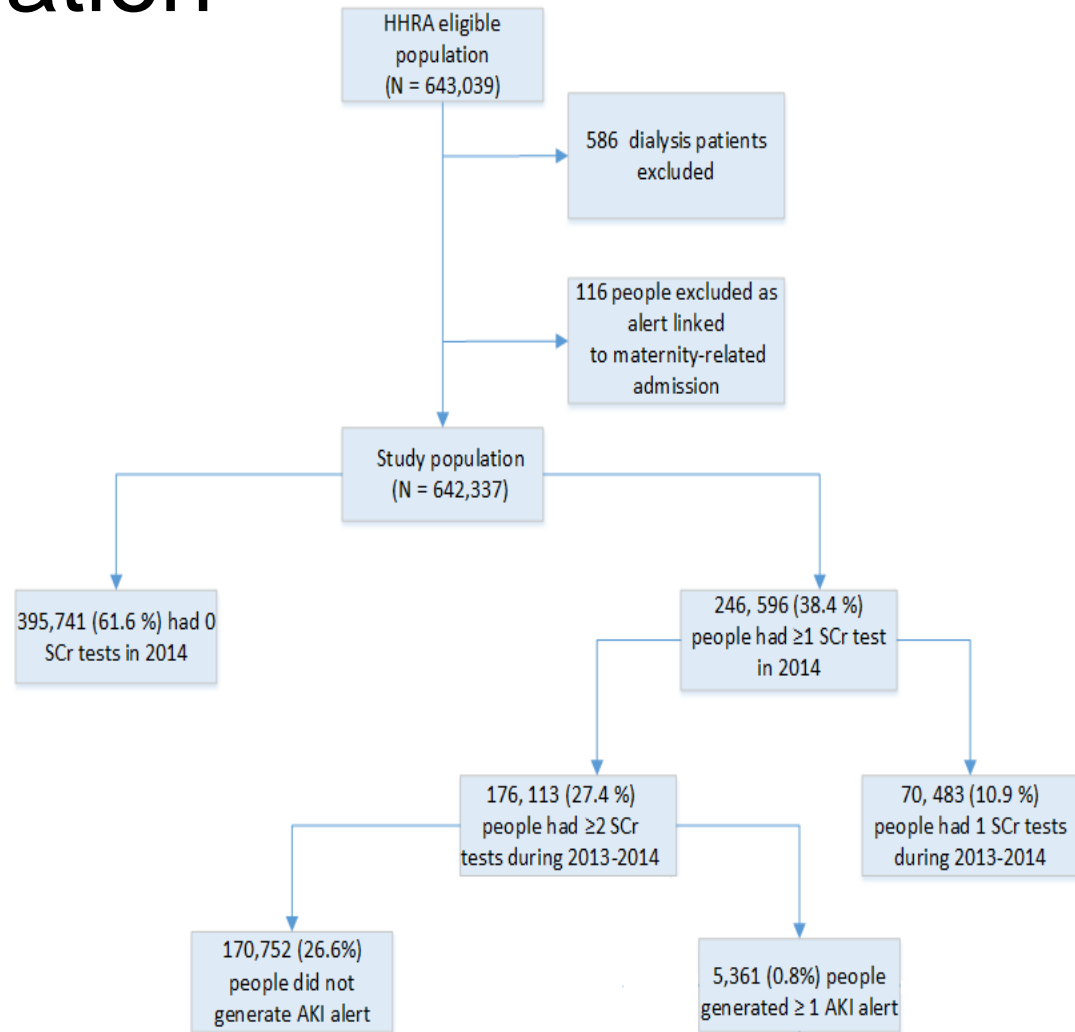 ation
HHRA eligible
population
(N = 643,039)
586 dialysis patients
excluded
116 people excluded as
alert linked
to maternity-related
admission
Study population
(N = 642,337)
395,741 (61.6 %) had 0
SCr tests in 2014
246, 596 (38.4 %)
people had ≥1 SCr test
in 2014
176, 113 (27.4 %)
people had ≥2 SCr
tests during 2013-2014
70, 483 (10.9 %)
people had 1 SCr tests
during 2013-2014
170,752 (26.6%)
people did not
generate AKI alert
5,361 (0.8%) people
generated ≥ 1 AKI alert